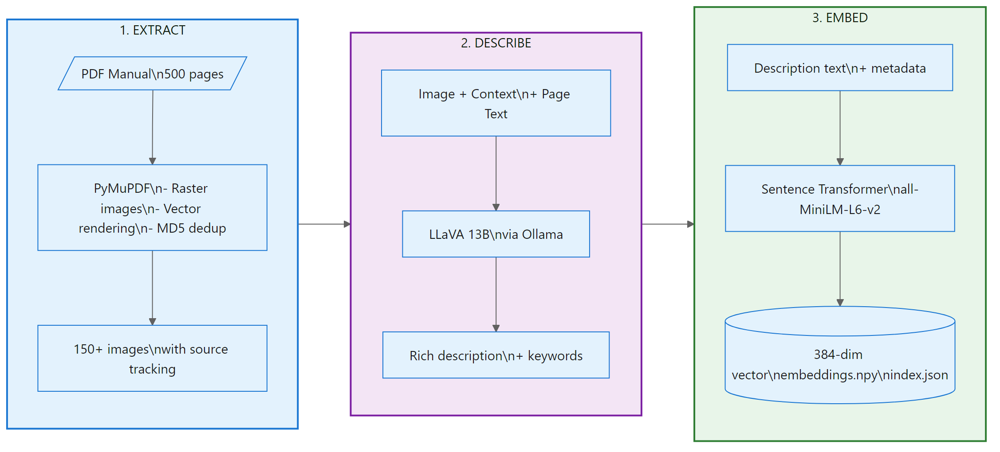 1. EXTRACT
PDF Manual\n500 pages
PyMuPDF\n- Raster
images\n- Vector
rendering\n- MD5 dedup
150+ images\nwith source
tracking
2. DESCRIBE
Image + Context\n+ Page
Text
LLaVA 13B\nvia Ollama
Rich description\n+ keywords
3. EMBED
Description text\n+ metadata
Sentence Transformer\nall-
MiniLM-L6-v2
384-dim
vector\nembeddings.npy\nindex.json